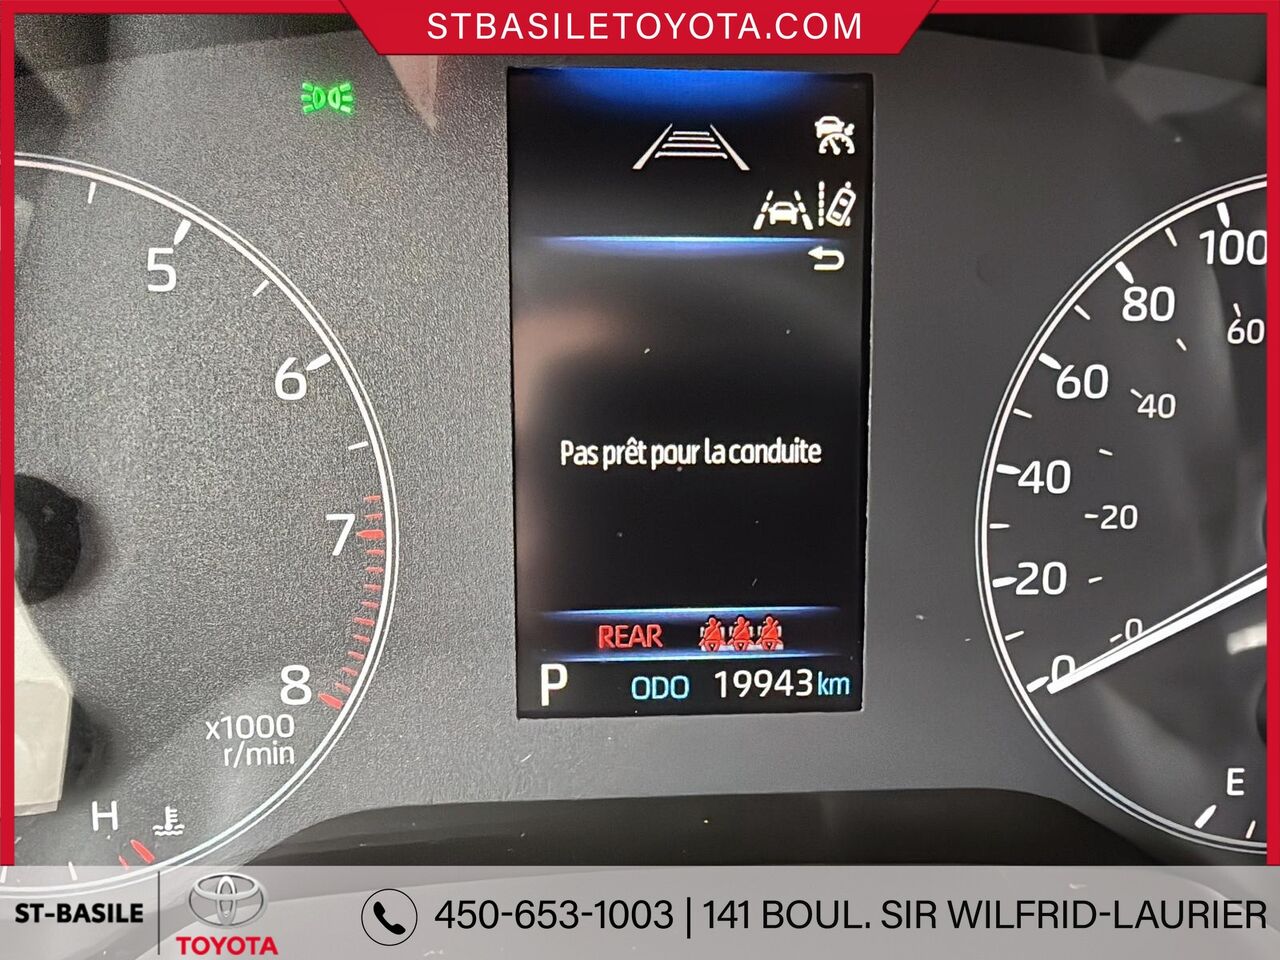 STBASILETOYOTA.COM
5
6
7
8
x1000
r/min
H
Pas prêt pour la conduite
REAR
P ODO 19943 km
100
80
60
60
40
40
20
20
0
0
E
ST-BASILE
TOYOTA
450-653-1003 | 141 BOUL. SIR WILFRID-LAURIER